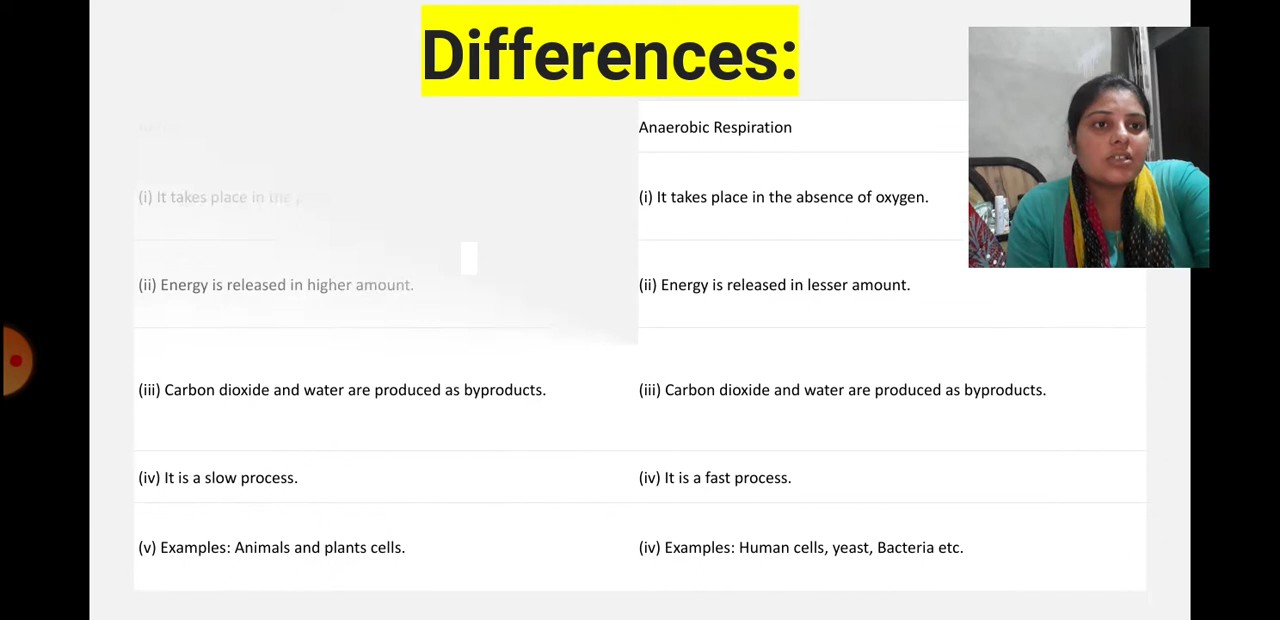 Differences:
Anaerobic Respiration
(i) It takes place in the
(i) It takes place in the absence of oxygen.
(ii) Energy is released in higher amount.
(ii) Energy is released in lesser amount.
(iii) Carbon dioxide and water are produced as byproducts.
(iii) Carbon dioxide and water are produced as byproducts.
(iv) It is a slow process.
(iv) It is a fast process.
(v) Examples: Animals and plants cells.
(iv) Examples: Human cells, yeast, Bacteria etc.